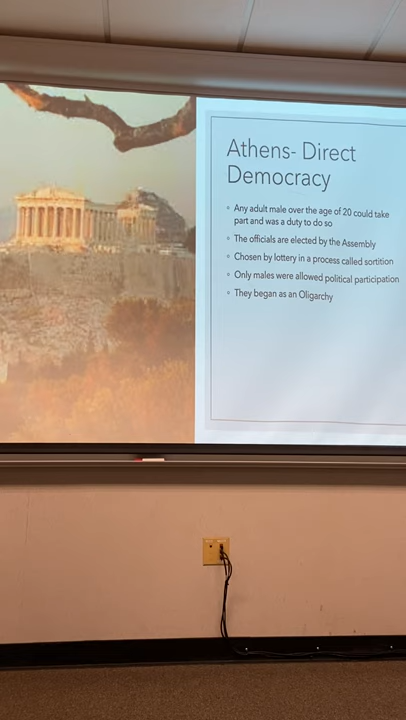 Athens- Direct
Democracy
Any adult male over the age of 20 could take
part and was a duty to do so
The officials are elected by the Assembly
Chosen by lottery in a process called sortition
Only males were allowed political participation
They began as an Oligarchy